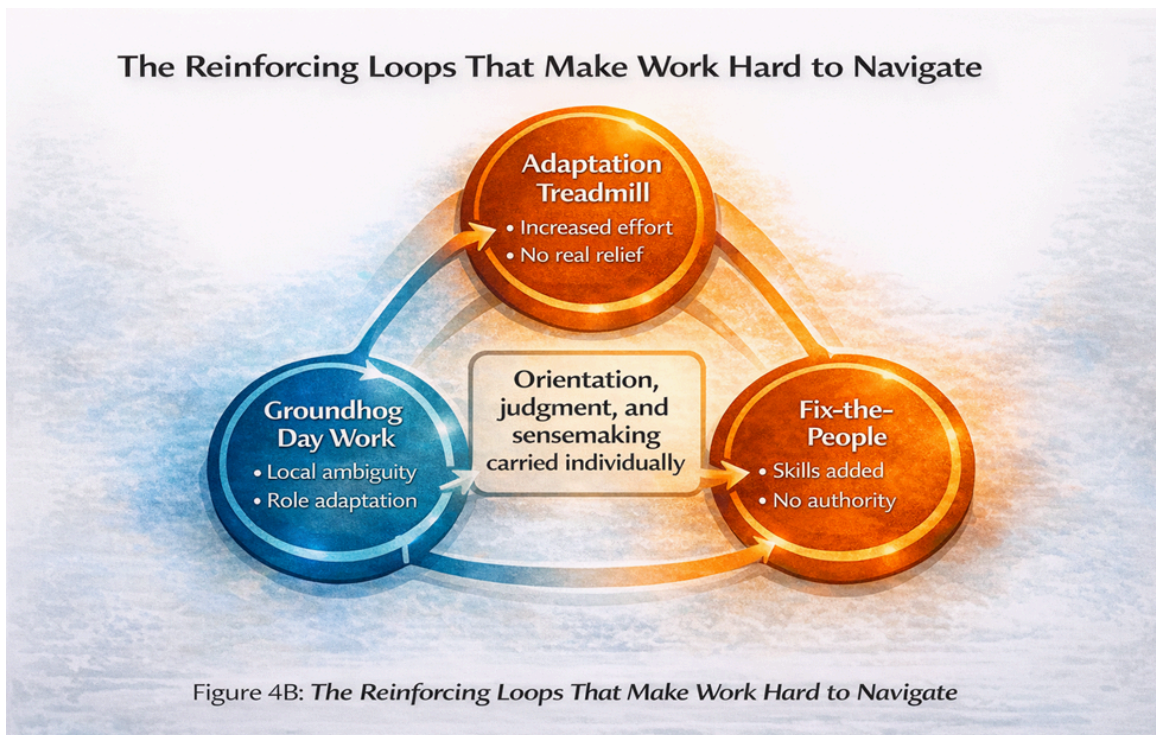 The Reinforcing Loops That Make Work Hard to Navigate
Adaptation
Treadmill
• Increased effort
• No real relief
Groundhog
Day Work
• Local ambiguity
• Role adaptation
Orientation,
judgment, and
sensemaking
carried individually
Fix-the-
People
• Skills added
• No authority
Figure 4B: The Reinforcing Loops That Make Work Hard to Navigate